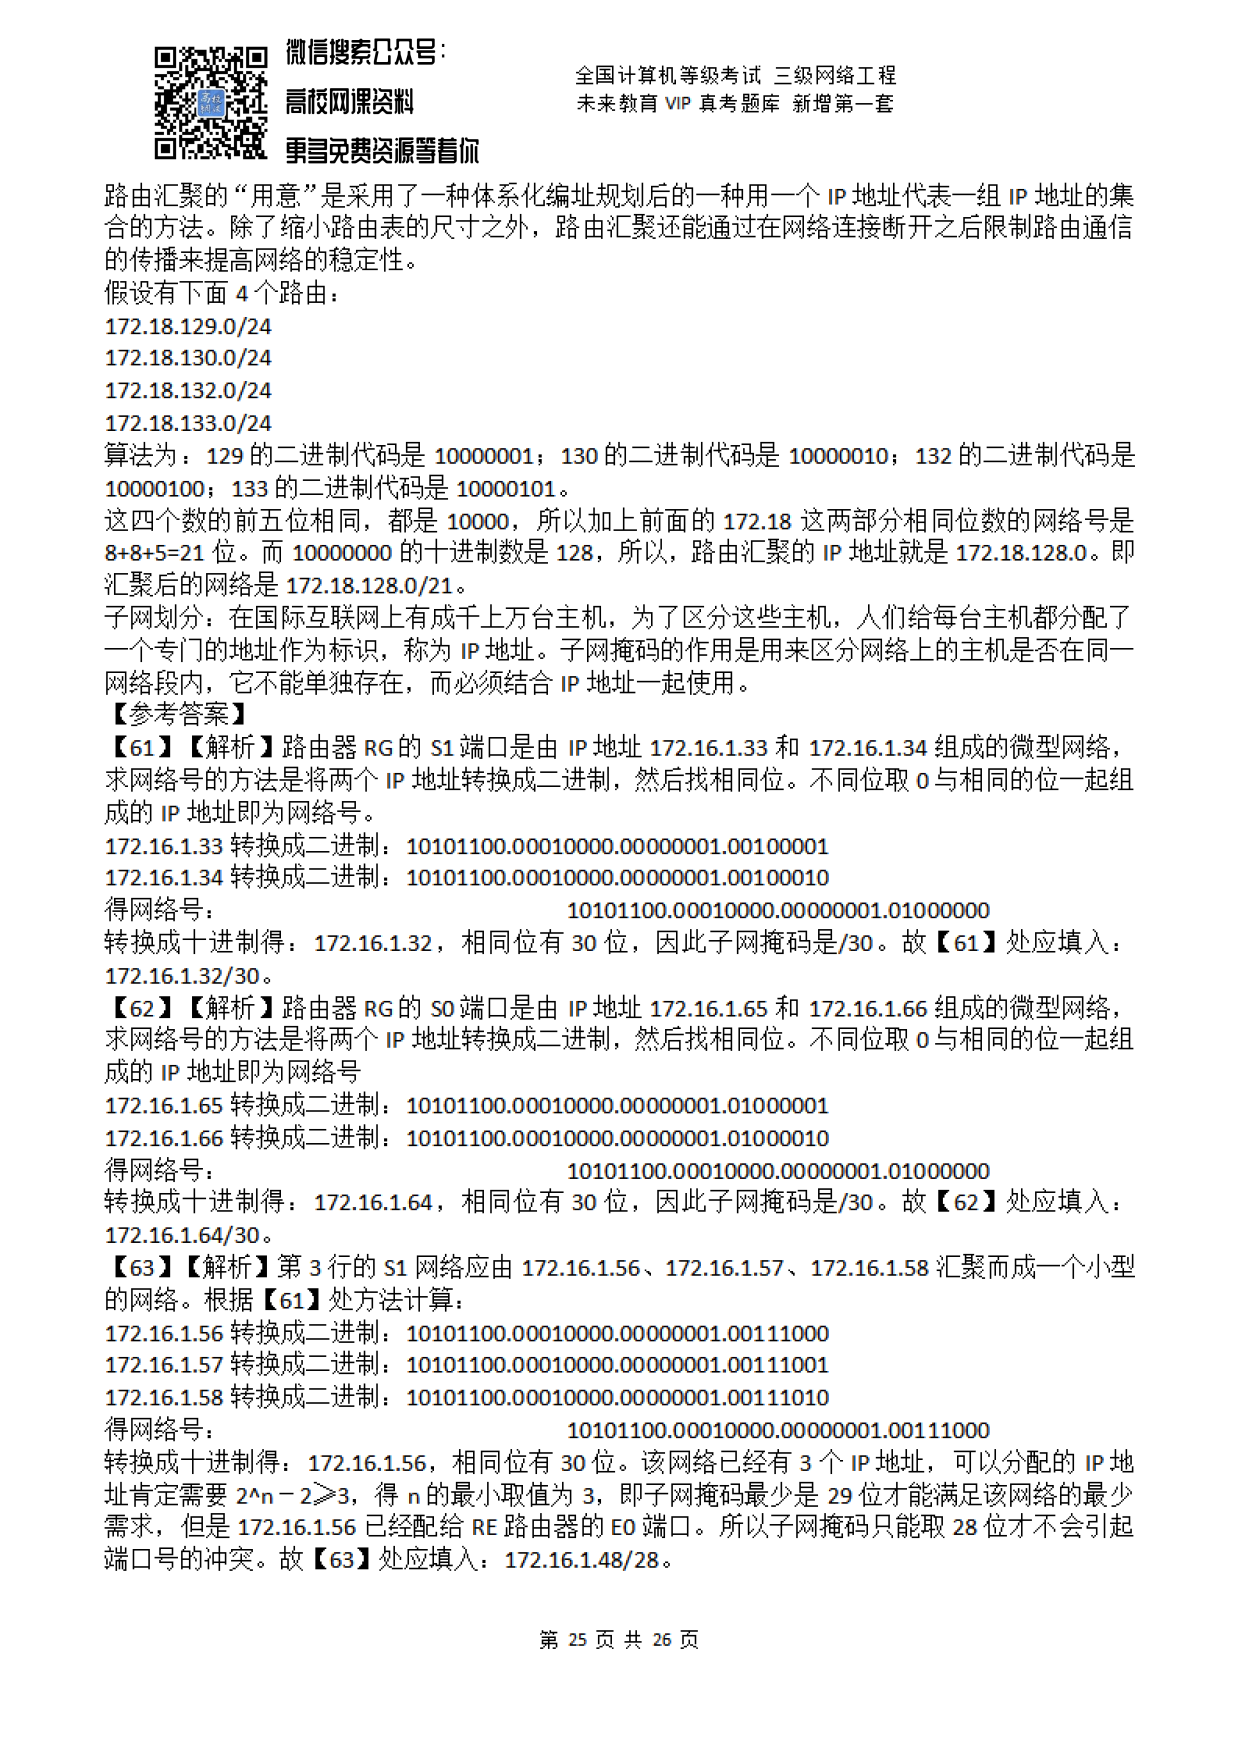 微信搜索公众号：
高校网课资料
更多免费资源等着你
全国计算机等级考试 三级网络工程
未来教育 VIP 真考题库 新增第一套
路由汇聚的“用意”是采用了一种体系化编址规划后的一种用一个 IP 地址代表一组 IP 地址的集
合的方法。除了缩小路由表的尺寸之外，路由汇聚还能通过在网络连接断开之后限制路由通信
的传播来提高网络的稳定性。
假设有下面 4 个路由：
172.18.129.0/24
172.18.130.0/24
172.18.132.0/24
172.18.133.0/24
算法为：129 的二进制代码是 10000001；130 的二进制代码是 10000010；132 的二进制代码是
10000100；133 的二进制代码是 10000101。
这四个数的前五位相同，都是 10000，所以加上前面的 172.18 这两部分相同位数的网络号是
8+8+5=21 位。而 10000000 的十进制数是 128，所以，路由汇聚的 IP 地址就是 172.18.128.0。即
汇聚后的网络是 172.18.128.0/21。
子网划分：在国际互联网上有成千上万台主机，为了区分这些主机，人们给每台主机都分配了
一个专门的地址作为标识，称为 IP 地址。子网掩码的作用是用来区分网络上的主机是否在同一
网络段内，它不能单独存在，而必须结合 IP 地址一起使用。
【参考答案】
【61】【解析】路由器 RG 的 S1 端口是由 IP 地址 172.16.1.33 和 172.16.1.34 组成的微型网络，
求网络号的方法是将两个 IP 地址转换成二进制，然后找相同位。不同位取 0 与相同的位一起组
成的 IP 地址即为网络号。
172.16.1.33 转换成二进制：10101100.00010000.00000001.00100001
172.16.1.34 转换成二进制：10101100.00010000.00000001.00100010
得网络号： 10101100.00010000.00000001.01000000
转换成十进制得：172.16.1.32，相同位有 30 位，因此子网掩码是/30。故【61】处应填入：
172.16.1.32/30。
【62】【解析】路由器 RG 的 S0 端口是由 IP 地址 172.16.1.65 和 172.16.1.66 组成的微型网络，
求网络号的方法是将两个 IP 地址转换成二进制，然后找相同位。不同位取 0 与相同的位一起组
成的 IP 地址即为网络号
172.16.1.65 转换成二进制：10101100.00010000.00000001.01000001
172.16.1.66 转换成二进制：10101100.00010000.00000001.01000010
得网络号： 10101100.00010000.00000001.01000000
转换成十进制得：172.16.1.64，相同位有 30 位，因此子网掩码是/30。故【62】处应填入：
172.16.1.64/30。
【63】【解析】第 3 行的 S1 网络应由 172.16.1.56、172.16.1.57、172.16.1.58 汇聚而成一个小型
的网络。根据【61】处方法计算：
172.16.1.56 转换成二进制：10101100.00010000.00000001.00111000
172.16.1.57 转换成二进制：10101100.00010000.00000001.00111001
172.16.1.58 转换成二进制：10101100.00010000.00000001.00111010
得网络号： 10101100.00010000.00000001.00111000
转换成十进制得：172.16.1.56，相同位有 30 位。该网络已经有 3 个 IP 地址，可以分配的 IP 地
址肯定需要 2^n－2≥3，得 n 的最小取值为 3，即子网掩码最少是 29 位才能满足该网络的最少
需求，但是 172.16.1.56 已经配给 RE 路由器的 E0 端口。所以子网掩码只能取 28 位才不会引起
端口号的冲突。故【63】处应填入：172.16.1.48/28。
第 25 页 共 26 页